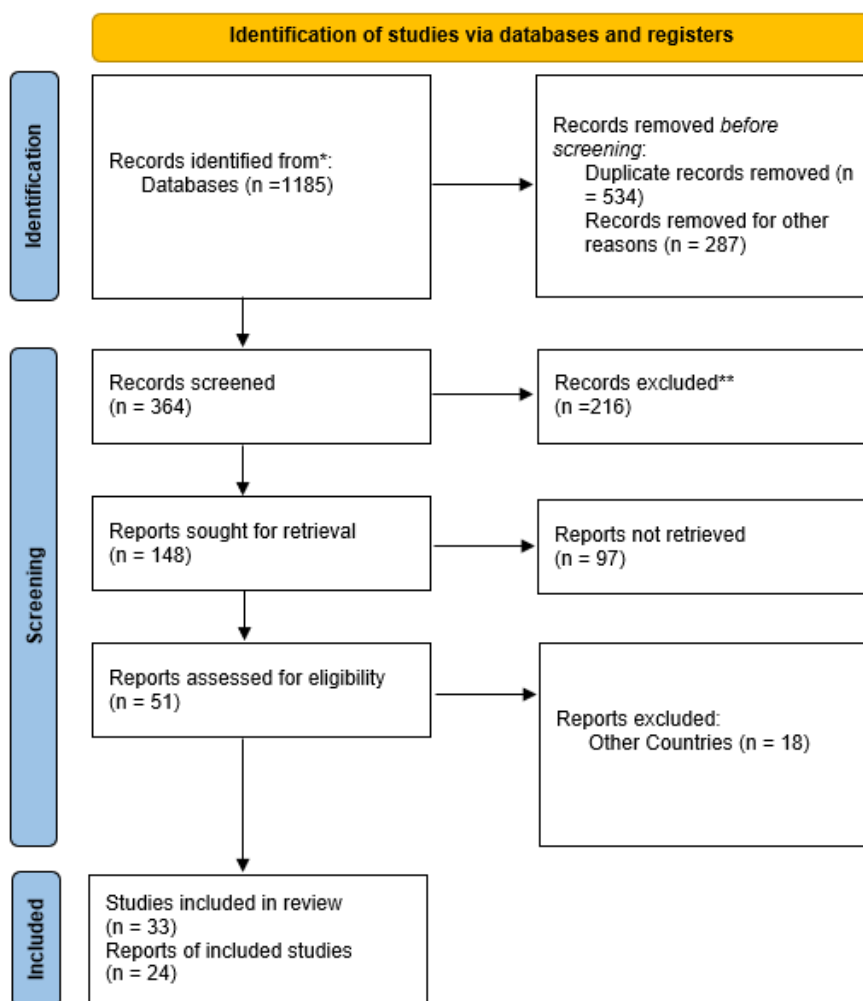 Identification of studies via databases and registers
Identification
Records identified from*:
Databases (n =1185)
Records removed before
screening:
Duplicate records removed (n
= 534)
Records removed for other
reasons (n = 287)
Screening
Records screened
(n = 364)
Records excluded**
(n =216)
Reports sought for retrieval
(n = 148)
Reports not retrieved
(n = 97)
Reports assessed for eligibility
(n = 51)
Reports excluded:
Other Countries (n = 18)
Included
Studies included in review
(n = 33)
Reports of included studies
(n = 24)